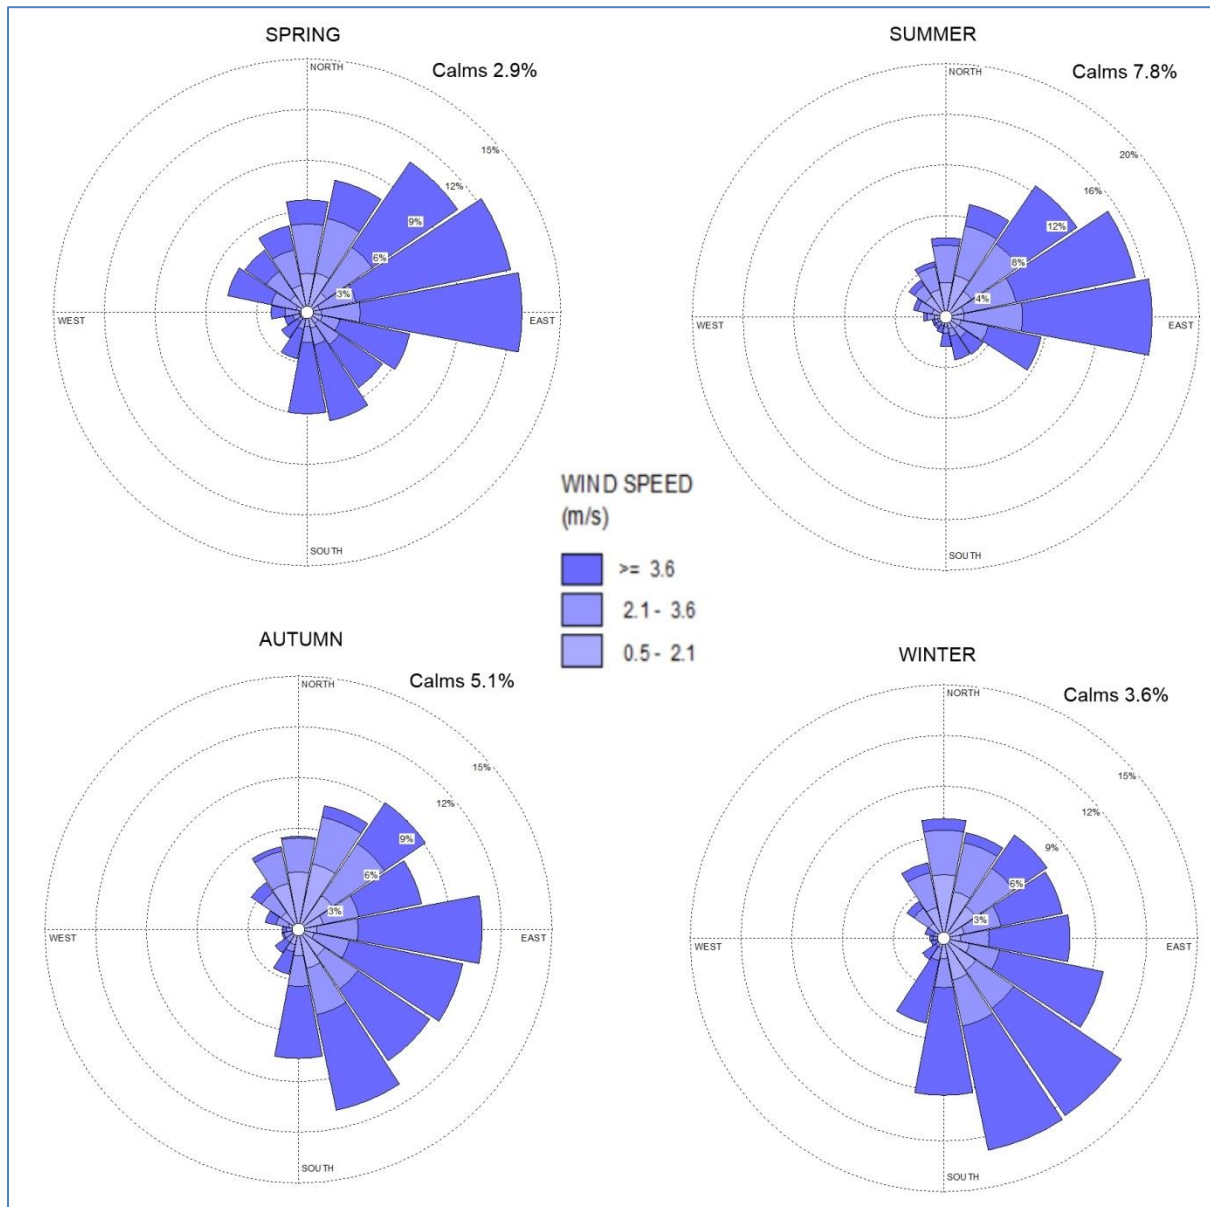 SPRING
Calms 2.9%
NORTH
15%
12%
9%
6%
3%
WEST
EAST
SOUTH
SUMMER
Calms 7.8%
NORTH
20%
16%
12%
8%
4%
WEST
EAST
SOUTH
WIND SPEED
(m/s)
>= 3.6
2.1 - 3.6
0.5 - 2.1
AUTUMN
Calms 5.1%
NORTH
15%
12%
9%
6%
3%
WEST
EAST
SOUTH
WINTER
Calms 3.6%
NORTH
15%
12%
9%
6%
3%
WEST
EAST
SOUTH